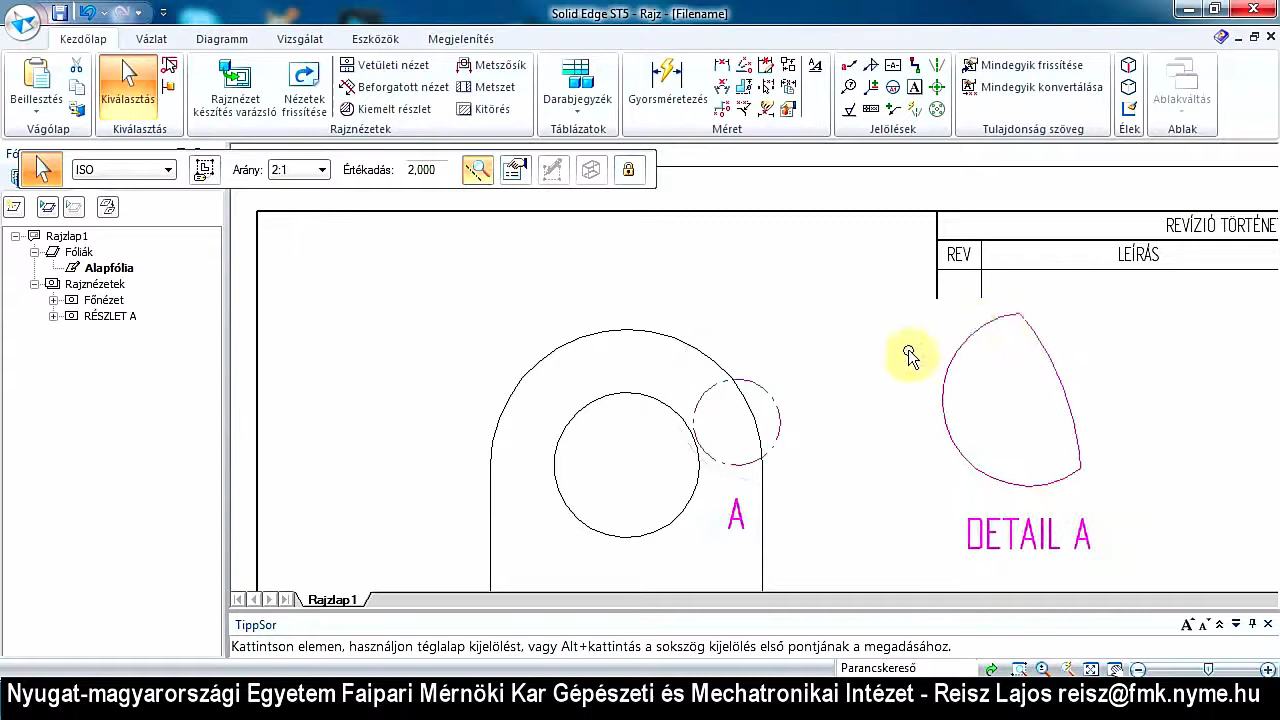 Solid Edge ST5 - Rajz - [Filename]
Kezdőlap
Vázlat
Diagramm
Vizsgálat
Eszközök
Megjelenítés
Beillesztés
Vágólap
Kiválasztás
Kiválasztás
Rajznézet
készítés varázsló
Nézetek
frissítése
Vetületi nézet
Beforgatott nézet
Kiemelt részlet
Metszősík
Metszet
Kitörés
Rajznézetek
Darabjegyzék
Táblázatok
Gyorsméretezés
Méret
Jelölések
Mindegyik frissítése
Mindegyik konvertálása
Tulajdonság szöveg
Élek
Ablakváltás
Ablak
ISO
Arány:
2:1
Értékadás:
2,000
Rajzlap1
Fóliák
Alapfólia
Rajznézetek
Főnézet
RÉSZLET A
REVÍZIÓ TÖRTÉNE
REV
LEÍRÁS
A
DETAIL A
Rajzlap1
TippSor
Kattintson elemen, használjon téglalap kijelölést, vagy Alt+kattintás a sokszög kijelölés első pontjának a megadásához.
Parancskereső
Nyugat-magyarországi Egyetem Faipari Mérnöki Kar Gépészeti és Mechatronikai Intézet - Reisz Lajos reisz@fmk.nyme.hu